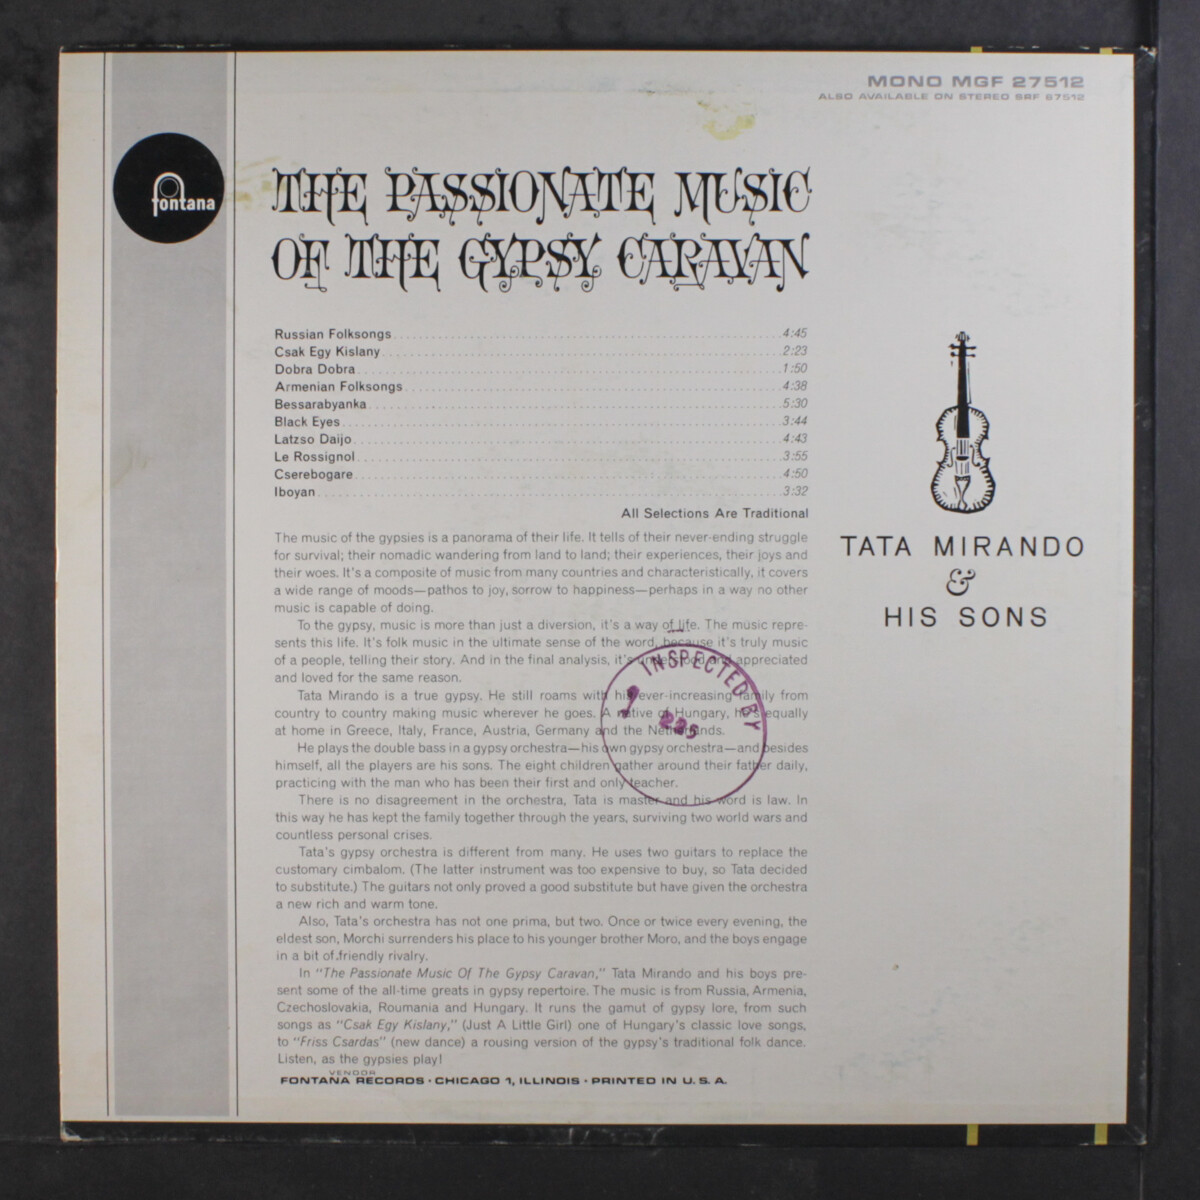 MONO MGF 27512
ALSO AVAILABLE ON STEREO SRF 67512
fontana
THE PASSIONATE MUSIC
OF THE GYPSY CARAVAN
Russian Folksongs 4:45
Csak Egy Kislany 2:23
Dobra Dobra 1:50
Armenian Folksongs 4:38
Bessarabyanka 5:30
Black Eyes 3:44
Latzso Daijo 4:43
Le Rossignol 3:55
Cserebogare 4:50
Iboyan 3:32
All Selections Are Traditional
TATA MIRANDO
&
HIS SONS
The music of the gypsies is a panorama of their life. It tells of their never-ending struggle
for survival; their nomadic wandering from land to land; their experiences, their joys and
their woes. It's a composite of music from many countries and characteristically, it covers
a wide range of moods—pathos to joy, sorrow to happiness—perhaps in a way no other
music is capable of doing.
To the gypsy, music is more than just a diversion, it's a way of life. The music repre-
sents this life. It's folk music in the ultimate sense of the word, because it's truly music
of a people, telling their story. And in the final analysis, it's understood and appreciated
and loved for the same reason.
Tata Mirando is a true gypsy. He still roams with his ever-increasing family from
country to country making music wherever he goes. A native of Hungary, he's equally
at home in Greece, Italy, France, Austria, Germany and the Netherlands.
He plays the double bass in a gypsy orchestra—his own gypsy orchestra—and besides
himself, all the players are his sons. The eight children gather around their father daily,
practicing with the man who has been their first and only teacher.
There is no disagreement in the orchestra, Tata is master and his word is law. In
this way he has kept the family together through the years, surviving two world wars and
countless personal crises.
Tata's gypsy orchestra is different from many. He uses two guitars to replace the
customary cimbalom. (The latter instrument was too expensive to buy, so Tata decided
to substitute.) The guitars not only proved a good substitute but have given the orchestra
a new rich and warm tone.
Also, Tata's orchestra has not one prima, but two. Once or twice every evening, the
eldest son, Morchi surrenders his place to his younger brother Moro, and the boys engage
in a bit of friendly rivalry.
In "The Passionate Music Of The Gypsy Caravan," Tata Mirando and his boys pre-
sent some of the all-time greats in gypsy repertoire. The music is from Russia, Armenia,
Czechoslovakia, Roumania and Hungary. It runs the gamut of gypsy lore, from such
songs as "Csak Egy Kislany," (Just A Little Girl) one of Hungary's classic love songs,
to "Friss Csardas" (new dance) a rousing version of the gypsy's traditional folk dance.
Listen, as the gypsies play!
INSPECTED BY
225
VENDOR
FONTANA RECORDS · CHICAGO 1, ILLINOIS · PRINTED IN U. S. A.